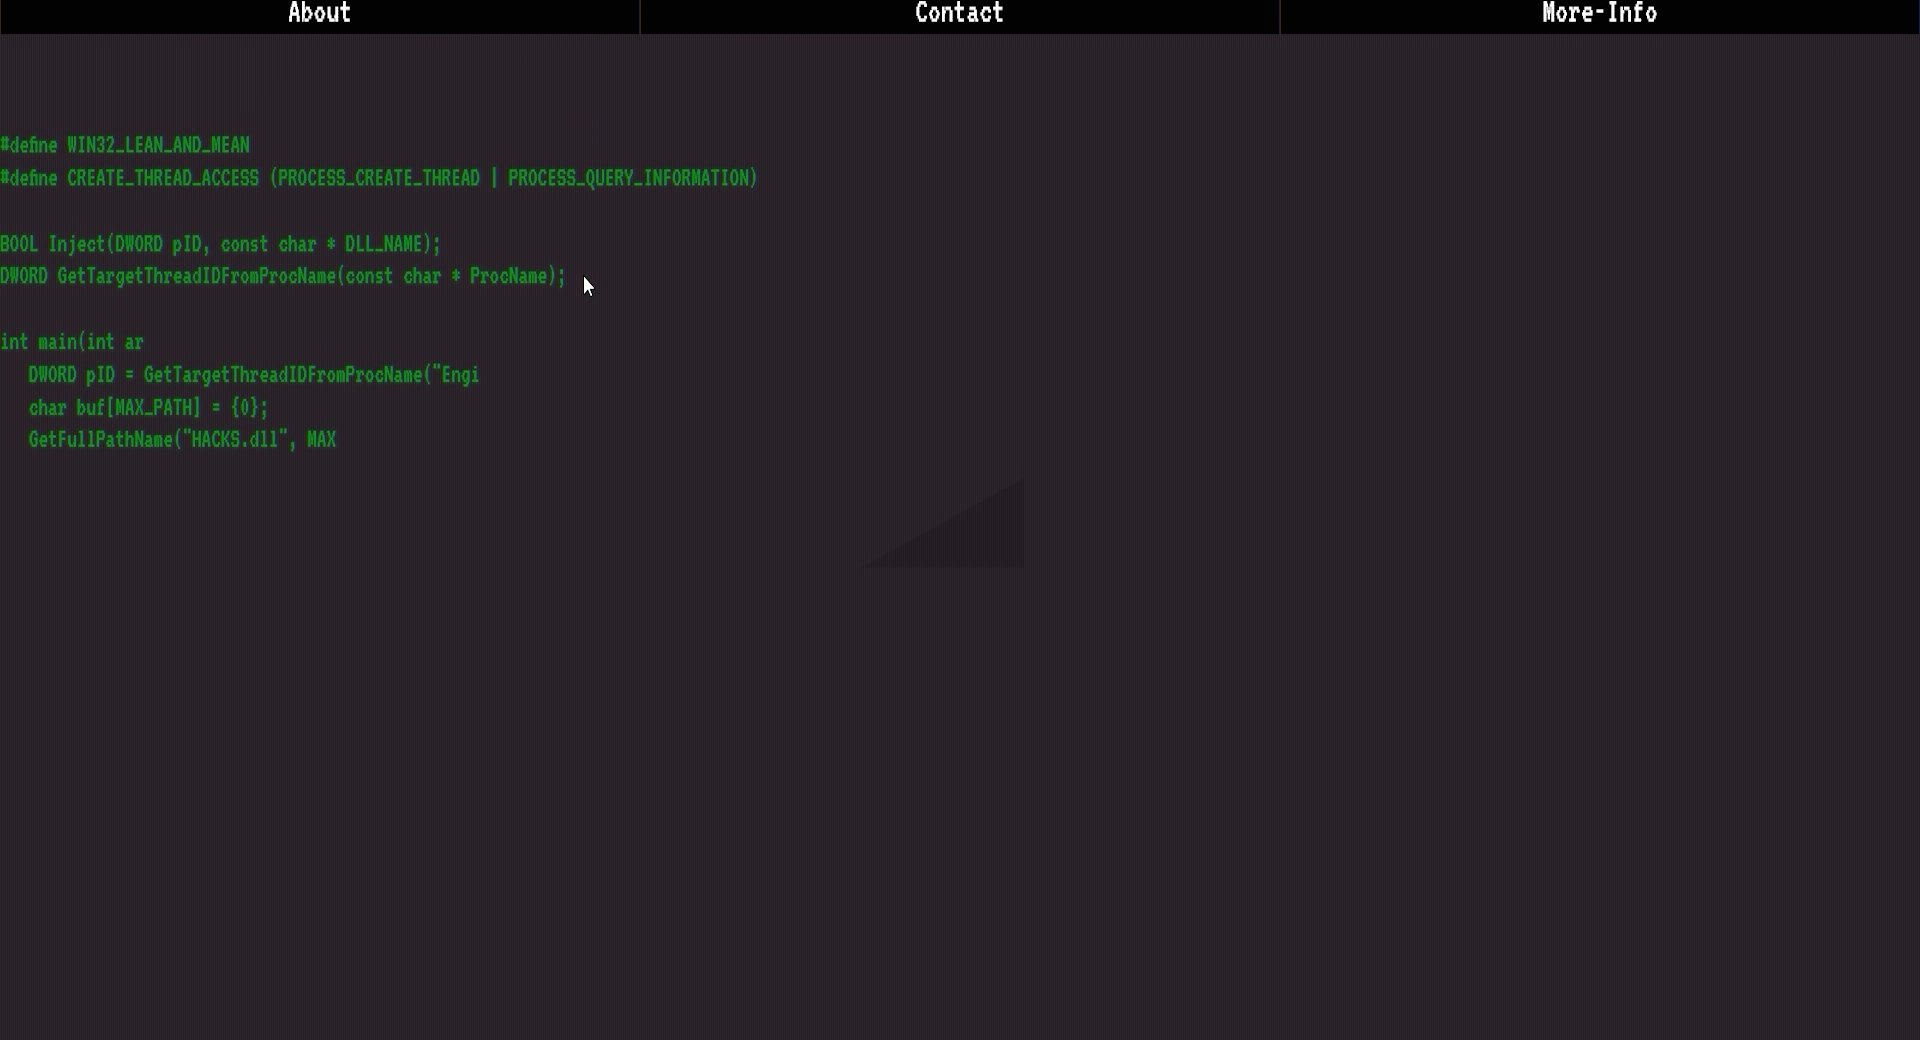 About
Contact
More-Info
#define WIN32_LEAN_AND_MEAN
#define CREATE_THREAD_ACCESS (PROCESS_CREATE_THREAD | PROCESS_QUERY_INFORMATION)
BOOL Inject(DWORD pID, const char * DLL_NAME);
DWORD GetTargetThreadIDFromProcName(const char * ProcName);
int main(int ar
DWORD pID = GetTargetThreadIDFromProcName("Engi
char buf[MAX_PATH] = {0};
GetFullPathName("HACKS.dll", MAX